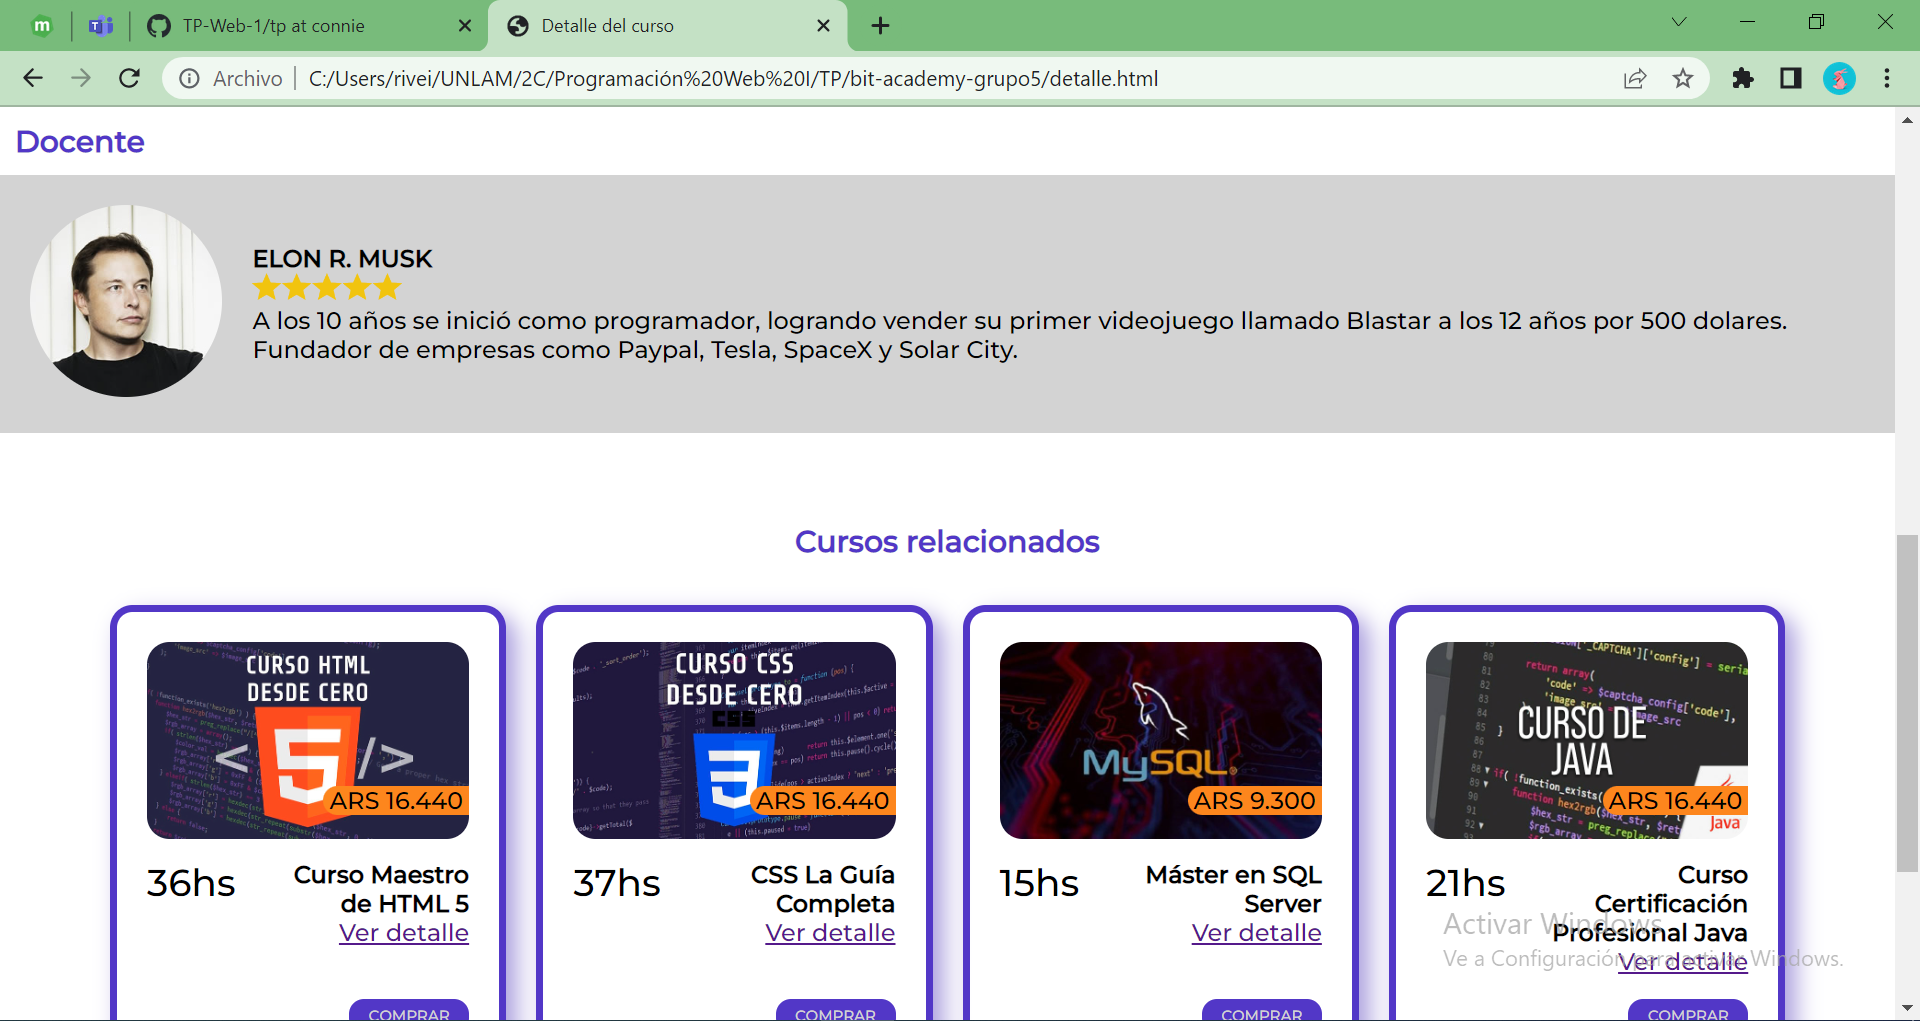 TP-Web-1/tp at connie
Detalle del curso
Archivo
C:/Users/rivei/UNLAM/2C/Programación%20Web%20I/TP/bit-academy-grupo5/detalle.html
Docente
ELON R. MUSK
A los 10 años se inició como programador, logrando vender su primer videojuego llamado Blastar a los 12 años por 500 dolares.
Fundador de empresas como Paypal, Tesla, SpaceX y Solar City.
Cursos relacionados
CURSO HTML
DESDE CERO
ARS 16.440
36hs
Curso Maestro
de HTML 5
Ver detalle
COMPRAR
CURSO CSS
DESDE CERO
CSS
ARS 16.440
37hs
CSS La Guía
Completa
Ver detalle
COMPRAR
MySQL
ARS 9.300
15hs
Máster en SQL
Server
Ver detalle
COMPRAR
CURSO DE
JAVA
Java
ARS 16.440
21hs
Curso
Certificación
Profesional Java
Ver detalle
COMPRAR
Activar Windows
Ve a Configuración para activar Windows.